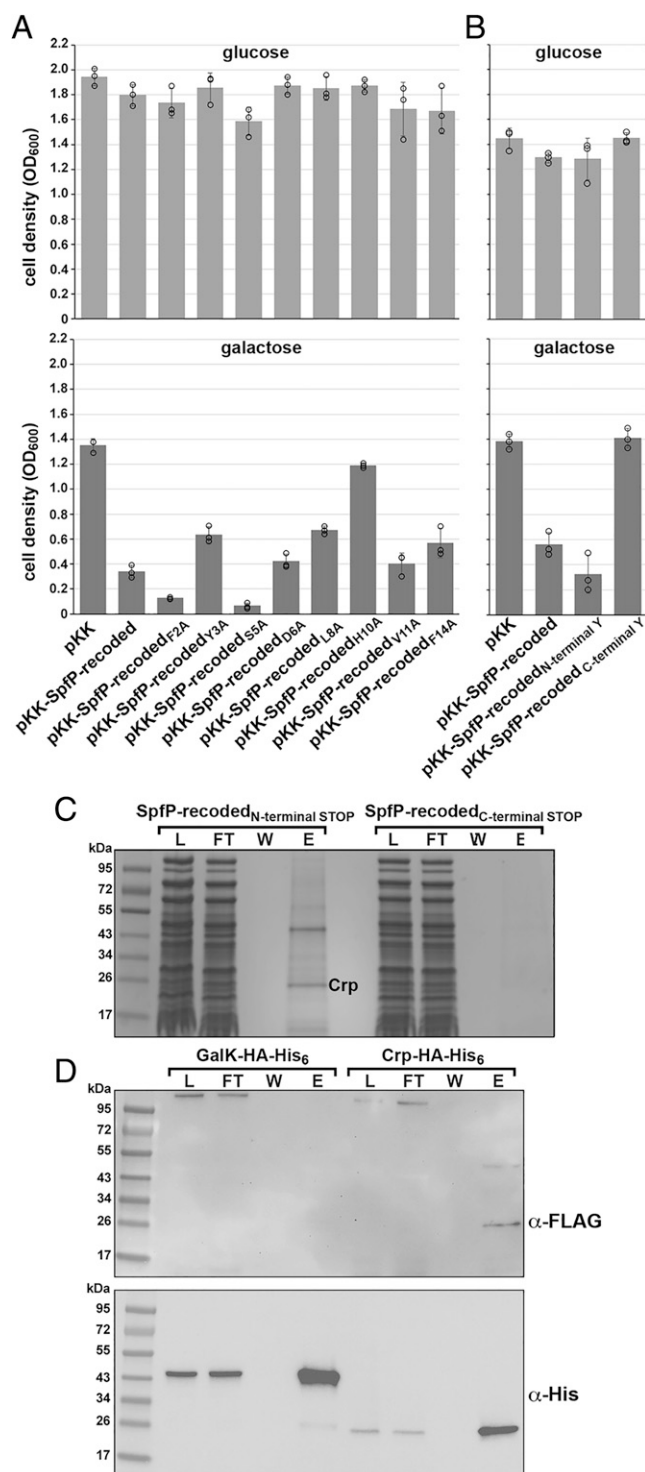 A
B
glucose
glucose
cell density (OD600)
2.2
2.0
1.8
1.6
1.4
1.2
1.0
0.8
0.6
0.4
0.2
0
galactose
galactose
cell density (OD600)
2.2
2.0
1.8
1.6
1.4
1.2
1.0
0.8
0.6
0.4
0.2
0
pKK
pKK-SpfP-recoded
pKK-SpfP-recodedF2A
pKK-SpfP-recodedY3A
pKK-SpfP-recodedS5A
pKK-SpfP-recodedD6A
pKK-SpfP-recodedL8A
pKK-SpfP-recodedH10A
pKK-SpfP-recodedV11A
pKK-SpfP-recodedF14A
pKK
pKK-SpfP-recoded
pKK-SpfP-recodedN-terminal Y
pKK-SpfP-recodedC-terminal Y
C
SpfP-recodedN-terminal STOP
SpfP-recodedC-terminal STOP
kDa
L FT W E
L FT W E
95
72
55
43
34
26
17
Crp
D
GalK-HA-His6
Crp-HA-His6
kDa
L FT W E
L FT W E
95
72
55
43
34
26
17
α-FLAG
kDa
95
72
55
43
34
26
17
α-His